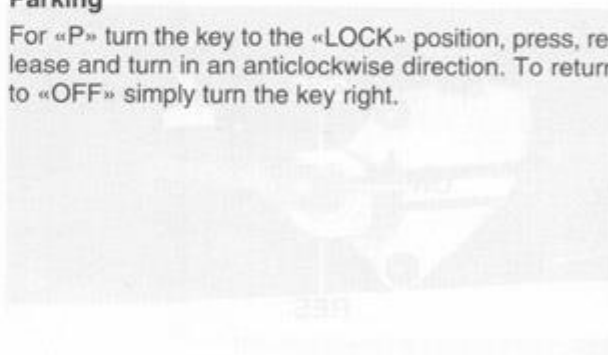 Parking
For «P» turn the key to the «LOCK» position, press, re
lease and turn in an anticlockwise direction. To return
to «OFF» simply turn the key right.